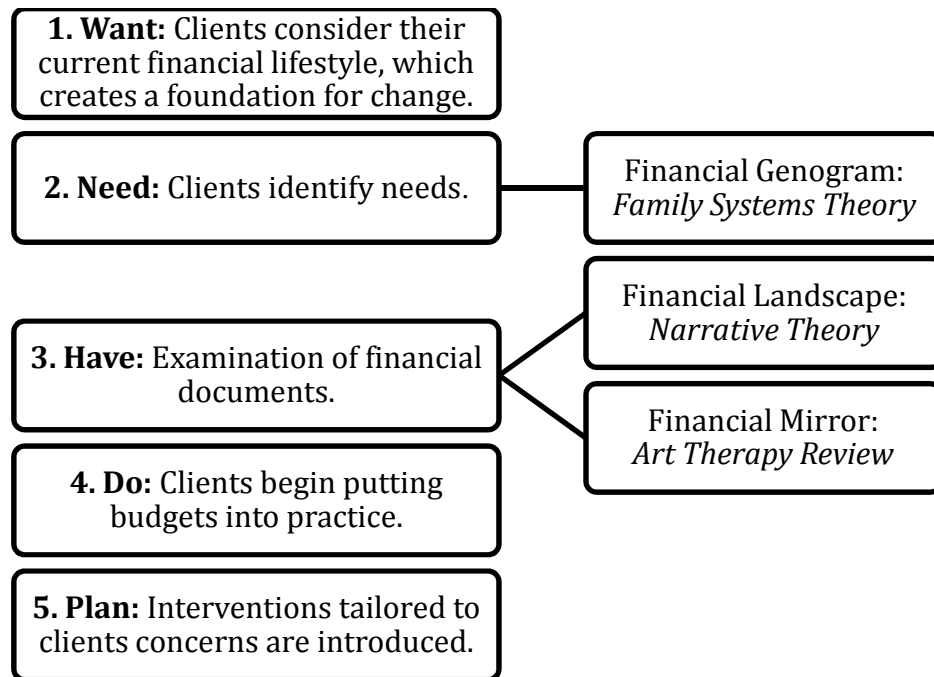 1. Want: Clients consider their
current financial lifestyle, which
creates a foundation for change.
2. Need: Clients identify needs.
Financial Genogram:
Family Systems Theory
3. Have: Examination of financial
documents.
Financial Landscape:
Narrative Theory
Financial Mirror:
Art Therapy Review
4. Do: Clients begin putting
budgets into practice.
5. Plan: Interventions tailored to
clients concerns are introduced.